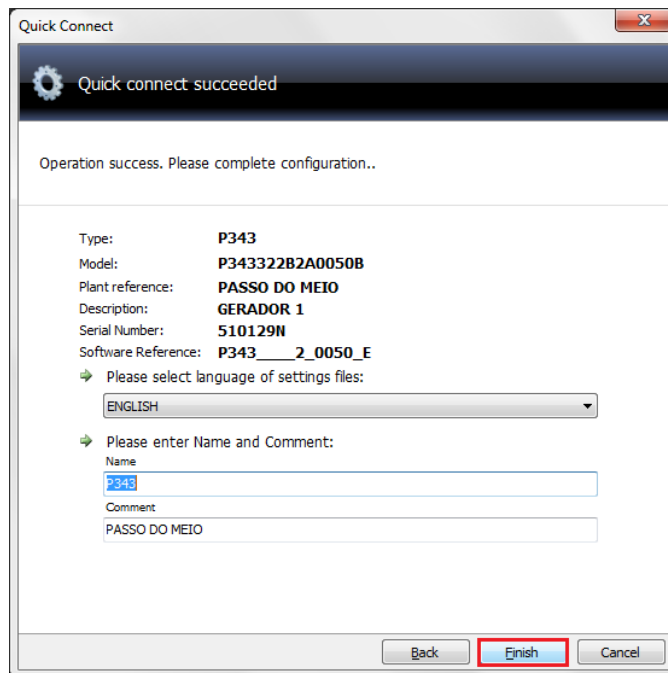 Quick Connect
Quick connect succeeded
Operation success. Please complete configuration..
Type: P343
Model: P343322B2A0050B
Plant reference: PASSO DO MEIO
Description: GERADOR 1
Serial Number: 510129N
Software Reference: P343____2_0050_E
Please select language of settings files:
ENGLISH
Please enter Name and Comment:
Name
P343
Comment
PASSO DO MEIO
Back Finish Cancel